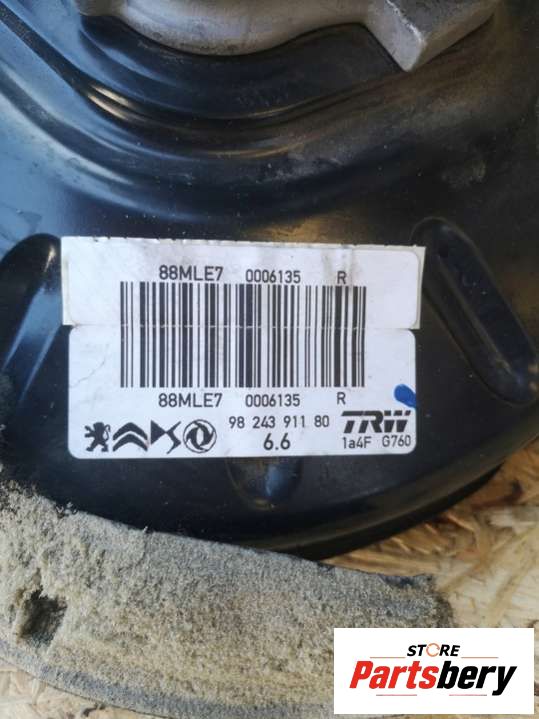 88MLE7 0006135 R
88MLE7 0006135 R
98 243 911 80
6.6
TRW
1a4F G760
STORE
Partsbery